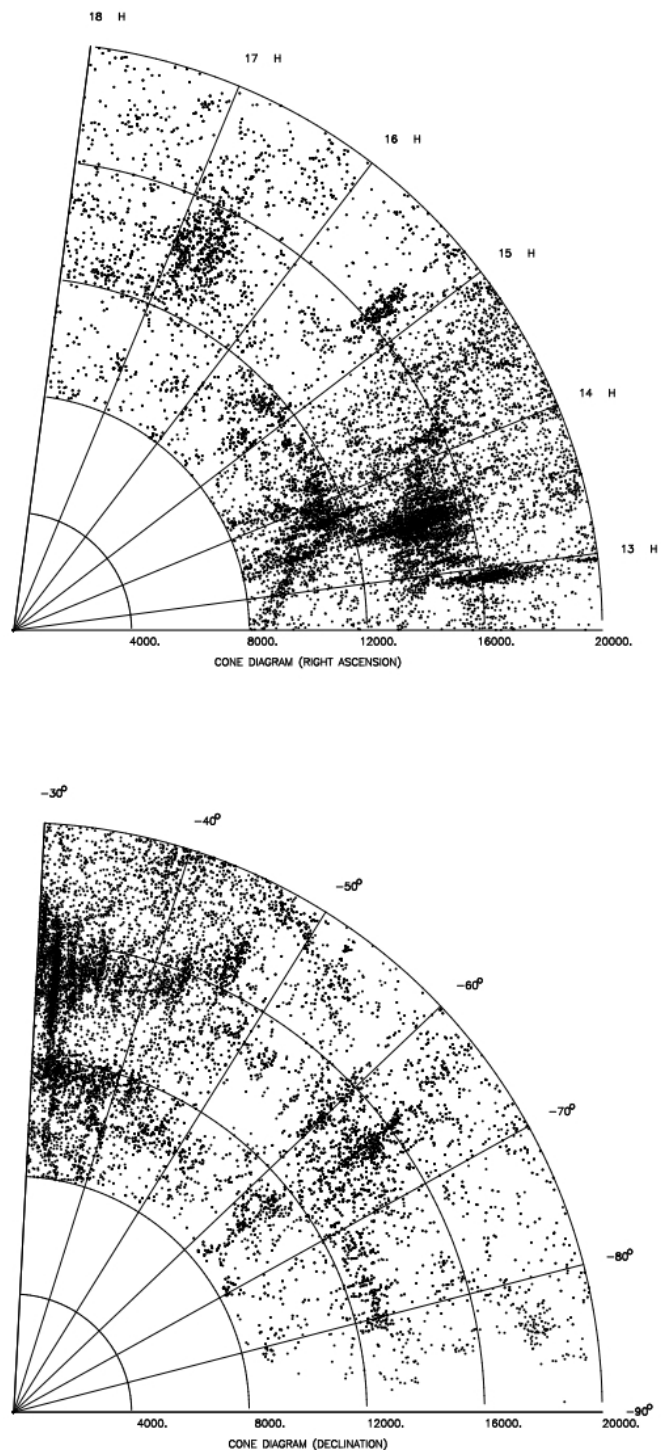 18 H
17 H
16 H
15 H
14 H
13 H
4000. 8000. 12000. 16000. 20000.
CONE DIAGRAM (RIGHT ASCENSION)
-30°
-40°
-50°
-60°
-70°
-80°
-90°
4000. 8000. 12000. 16000. 20000.
CONE DIAGRAM (DECLINATION)